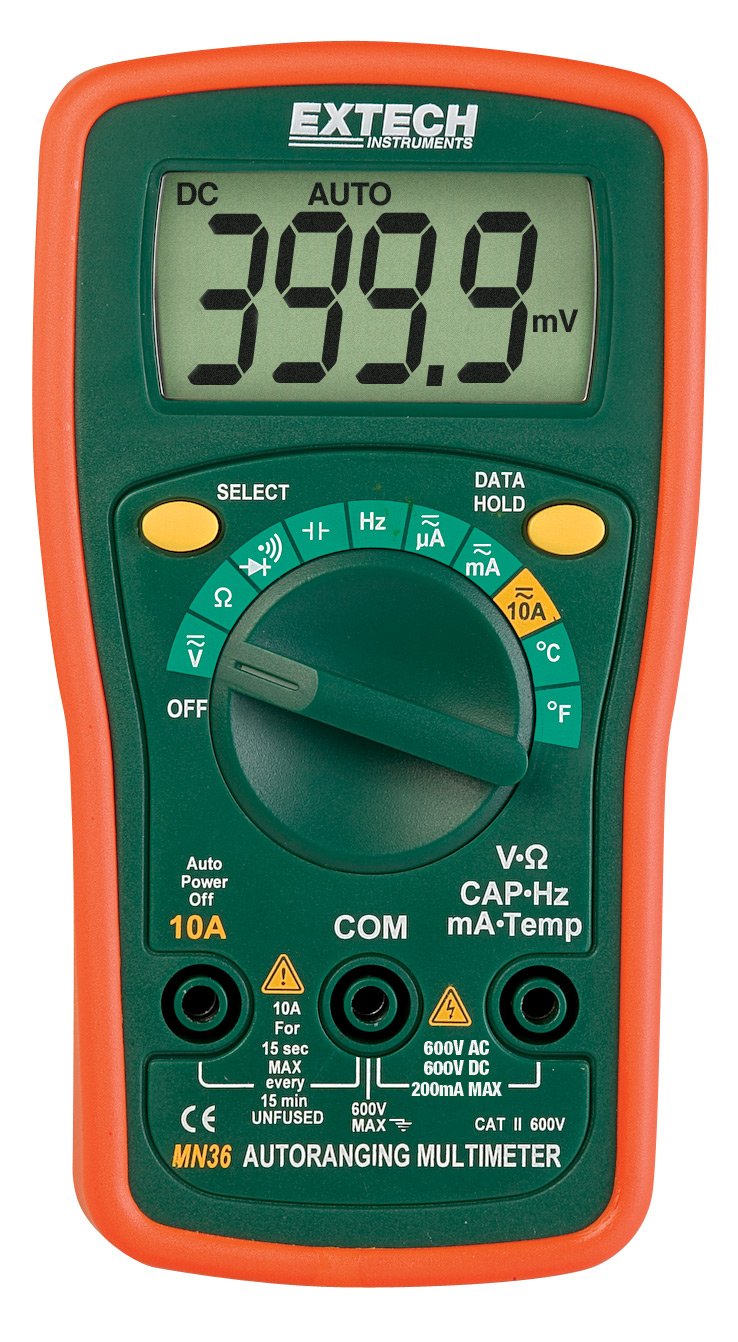 EXTECH
INSTRUMENTS
DC AUTO
399.9 mV
SELECT
DATA
HOLD
Hz
µA
mA
10A
°C
°F
Ω
V
OFF
Auto
Power
Off
10A
COM
V•Ω
CAP•Hz
mA•Temp
10A
For
15 sec
MAX
every
15 min
UNFUSED
600V
MAX
600V AC
600V DC
200mA MAX
CE
CAT II 600V
MN36 AUTORANGING MULTIMETER